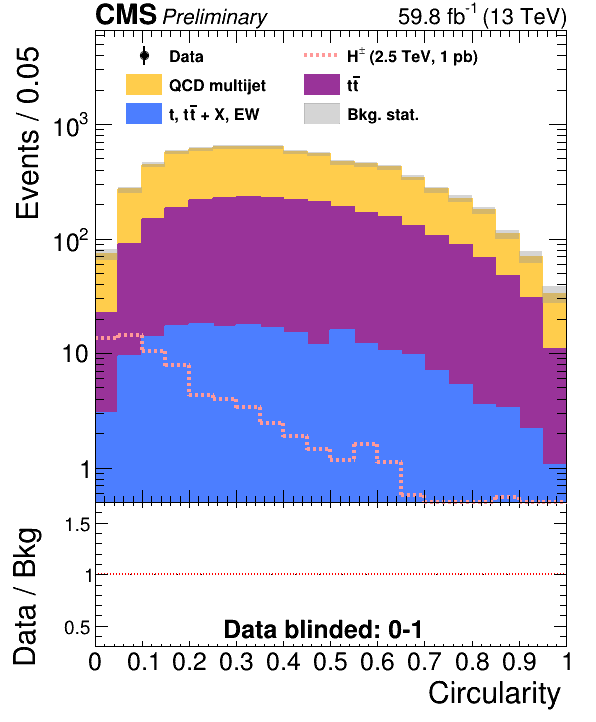 CMS Preliminary 59.8 fb⁻¹ (13 TeV)
Data H± (2.5 TeV, 1 pb)
QCD multijet tt̅
t, tt̅ + X, EW Bkg. stat.
Events / 0.05
10³
10²
10
1
Data / Bkg
1.5
1
0.5
Data blinded: 0-1
0 0.1 0.2 0.3 0.4 0.5 0.6 0.7 0.8 0.9 1
Circularity